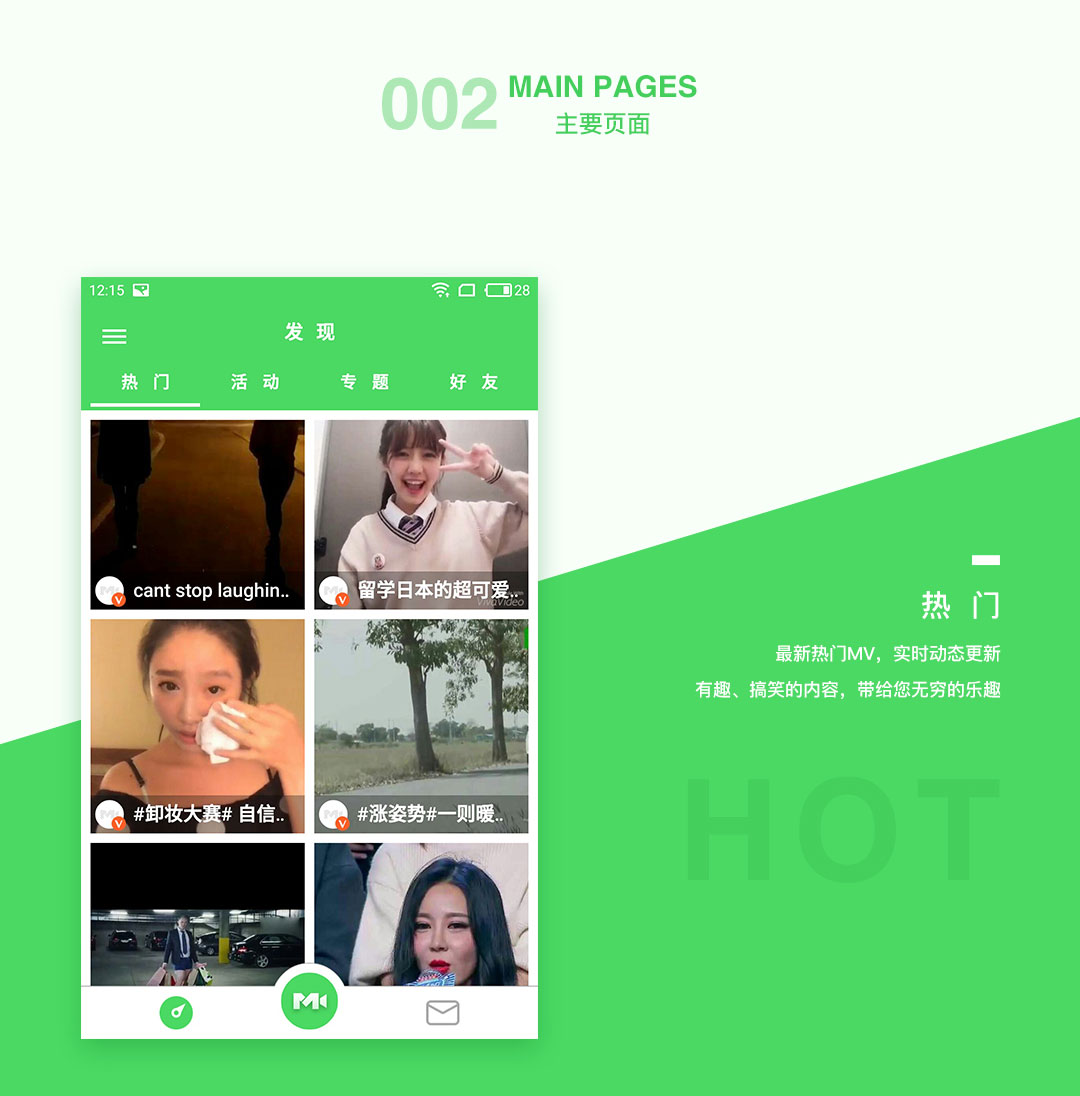 002
MAIN PAGES
主要页面
12:15
28
发 现
热 门 活 动 专 题 好 友
cant stop laughin..
留学日本的超可爱..
VivaVideo
#卸妆大赛# 自信..
#涨姿势#一则暖..
热 门
最新热门MV，实时动态更新
有趣、搞笑的内容，带给您无穷的乐趣
HOT